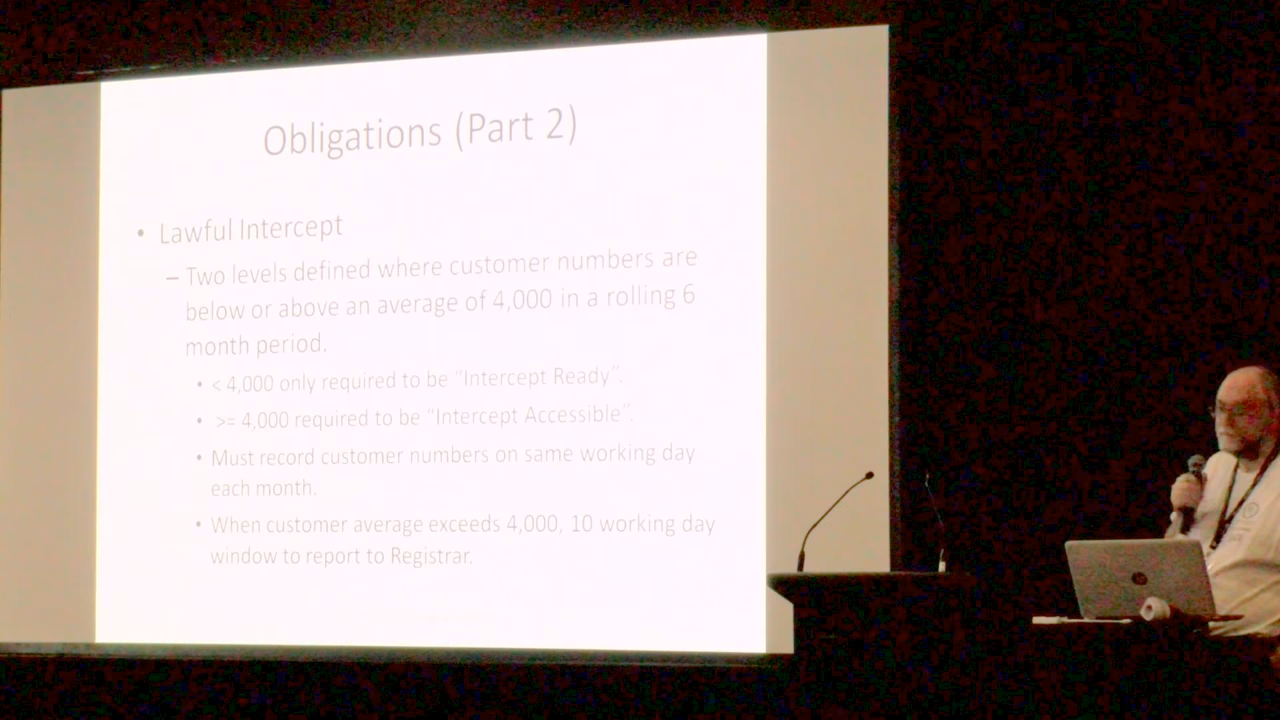 Obligations (Part 2)
• Lawful Intercept
– Two levels defined where customer numbers are
below or above an average of 4,000 in a rolling 6
month period.
• < 4,000 only required to be “Intercept Ready”.
• >= 4,000 required to be “Intercept Accessible”.
• Must record customer numbers on same working day
each month.
• When customer average exceeds 4,000, 10 working day
window to report to Registrar.